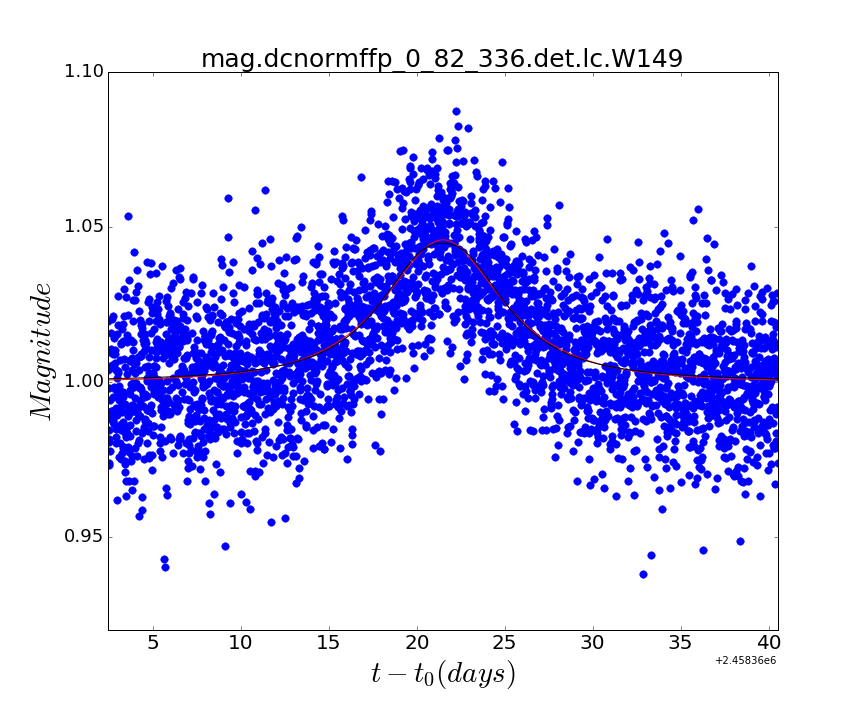 mag.dcnormffp_0_82_336.det.lc.W149
1.10
1.05
1.00
0.95
Magnitude
5 10 15 20 25 30 35 40
+2.45836e6
t − t₀(days)